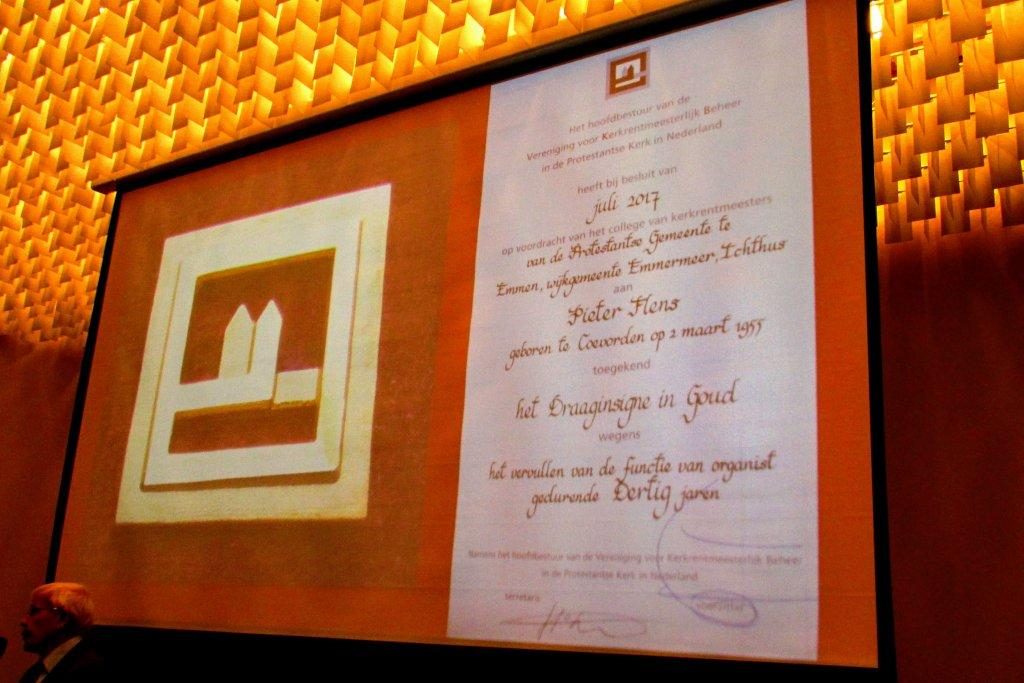 Het hoofdbestuur van de
Vereniging voor Kerkrentmeesterlijk Beheer
in de Protestantse Kerk in Nederland
heeft bij besluit van
juli 2017
op voordracht van het college van kerkrentmeesters
van de Protestantse Gemeente te
Emmen, wijkgemeente Emmermeer, Ichthus
aan
Pieter Flens
geboren te Coevorden op 2 maart 1955
toegekend
het Draaginsigne in Goud
wegens
het vervullen van de functie van organist
gedurende Dertig jaren
Namens het hoofdbestuur van de Vereniging voor Kerkrentmeesterlijk Beheer
in de Protestantse Kerk in Nederland
secretaris
voorzitter